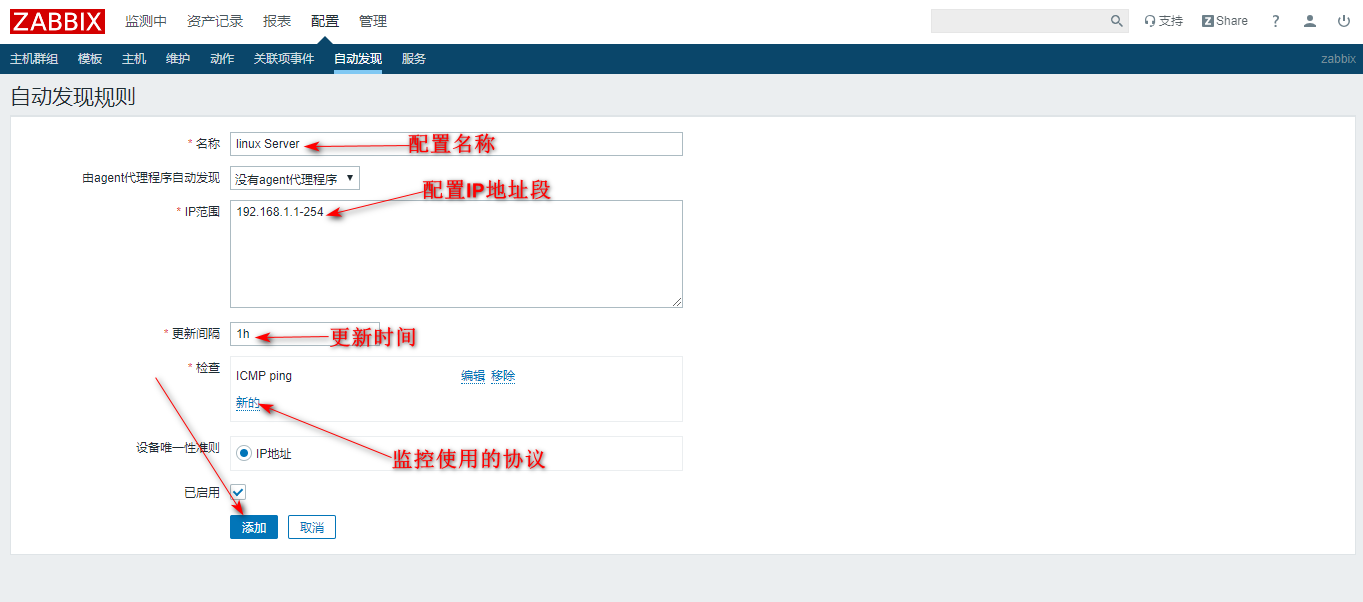 ZABBIX 监测中 资产记录 报表 配置 管理 支持 Z Share ?
主机群组 模板 主机 维护 动作 关联项事件 自动发现 服务 zabbix
自动发现规则
* 名称 linux Server 配置名称
由agent代理程序自动发现 没有agent代理程序 ▼
配置IP地址段
* IP范围 192.168.1.1-254
* 更新间隔 1h 更新时间
* 检查 ICMP ping 编辑 移除
新的
设备唯一性准则 IP地址
监控使用的协议
已启用
添加 取消